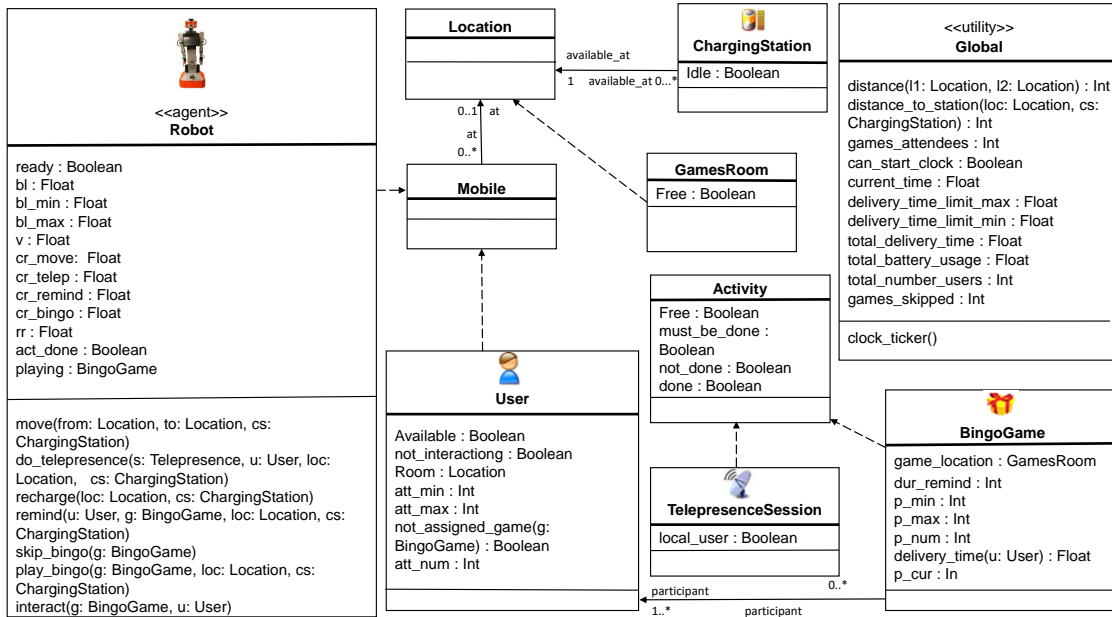 <<agent>>
Robot
ready : Boolean
bl : Float
bl_min : Float
bl_max : Float
v : Float
cr_move: Float
cr_telep : Float
cr_remind : Float
cr_bingo : Float
rr : Float
act_done : Boolean
playing : BingoGame
move(from: Location, to: Location, cs:
ChargingStation)
do_telepresence(s: Telepresence, u: User, loc:
Location, cs: ChargingStation)
recharge(loc: Location, cs: ChargingStation)
remind(u: User, g: BingoGame, loc: Location, cs:
ChargingStation)
skip_bingo(g: BingoGame)
play_bingo(g: BingoGame, loc: Location, cs:
ChargingStation)
interact(g: BingoGame, u: User)
Location
available_at
1 available_at 0...*
ChargingStation
Idle : Boolean
0..1 at
at
0..*
Mobile
GamesRoom
Free : Boolean
<<utility>>
Global
distance(l1: Location, l2: Location) : Int
distance_to_station(loc: Location, cs:
ChargingStation) : Int
games_attendees : Int
can_start_clock : Boolean
current_time : Float
delivery_time_limit_max : Float
delivery_time_limit_min : Float
total_delivery_time : Float
total_battery_usage : Float
total_number_users : Int
games_skipped : Int
clock_ticker()
Activity
Free : Boolean
must_be_done :
Boolean
not_done : Boolean
done : Boolean
User
Available : Boolean
not_interactiong : Boolean
Room : Location
att_min : Int
att_max : Int
not_assigned_game(g:
BingoGame) : Boolean
att_num : Int
TelepresenceSession
local_user : Boolean
BingoGame
game_location : GamesRoom
dur_remind : Int
p_min : Int
p_max : Int
p_num : Int
delivery_time(u: User) : Float
p_cur : In
participant
0..*
1..*
participant